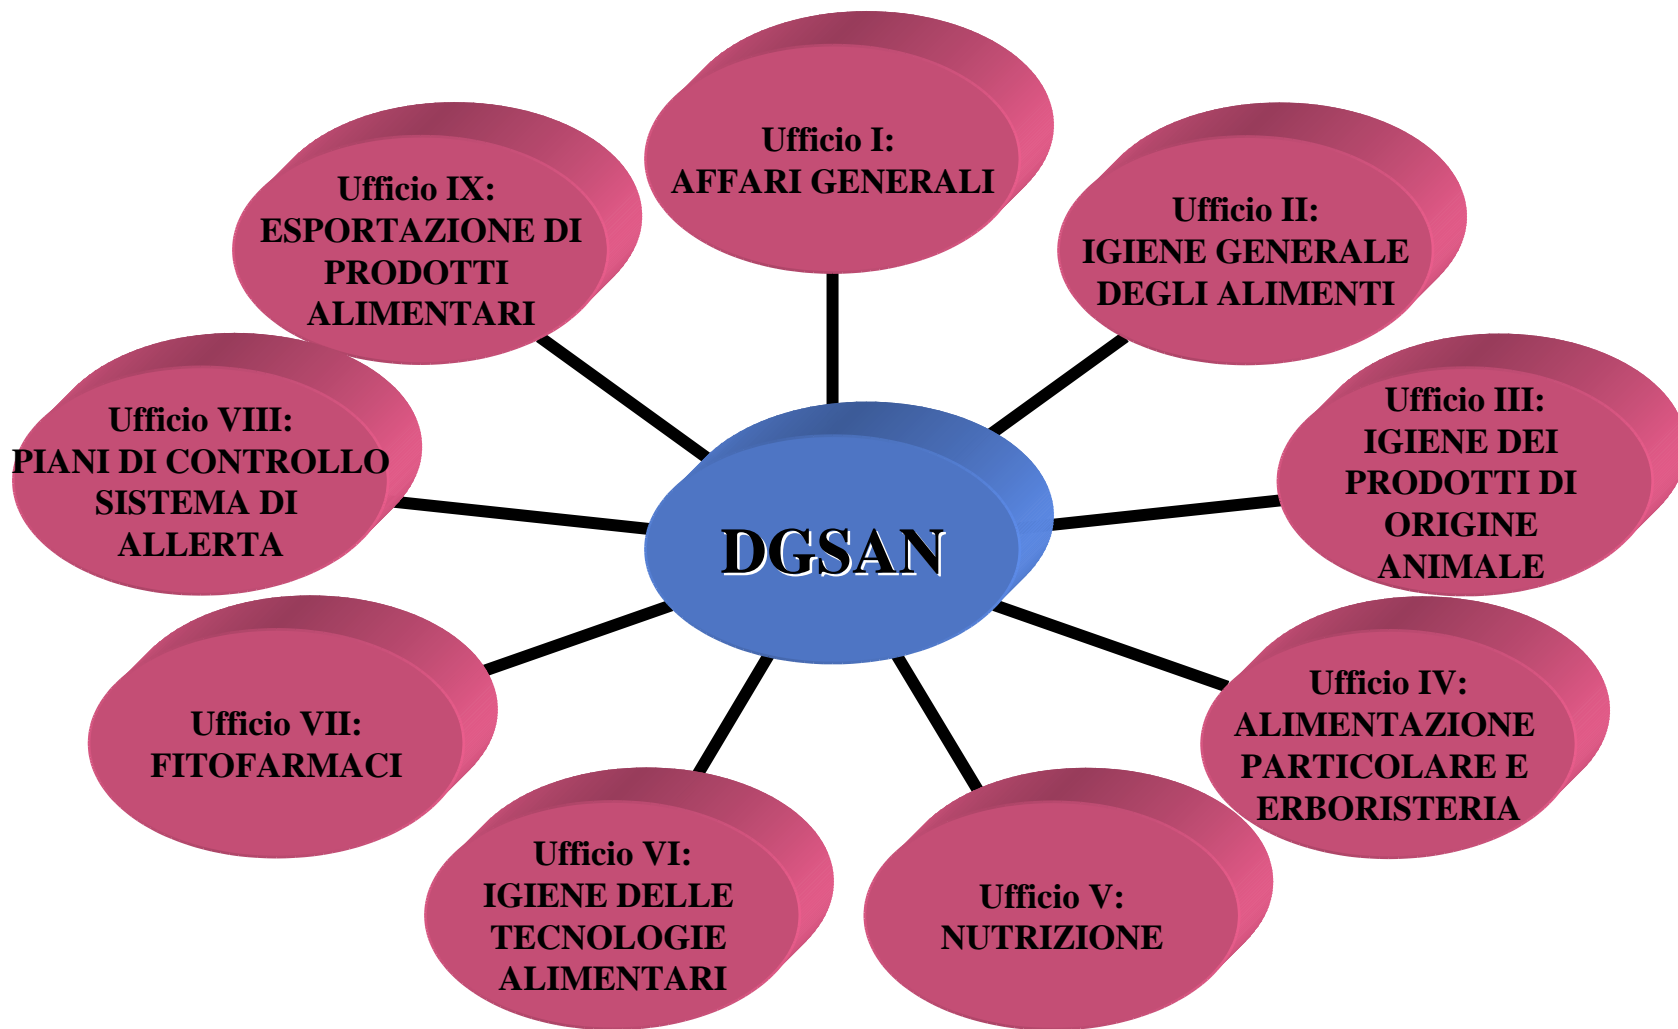 Ufficio I:
AFFARI GENERALI
Ufficio II:
IGIENE GENERALE
DEGLI ALIMENTI
Ufficio III:
IGIENE DEI
PRODOTTI DI
ORIGINE
ANIMALE
Ufficio IV:
ALIMENTAZIONE
PARTICOLARE E
ERBORISTERIA
Ufficio V:
NUTRIZIONE
Ufficio VI:
IGIENE DELLE
TECNOLOGIE
ALIMENTARI
Ufficio VII:
FITOFARMACI
Ufficio VIII:
PIANI DI CONTROLLO
SISTEMA DI
ALLERTA
Ufficio IX:
ESPORTAZIONE DI
PRODOTTI
ALIMENTARI
DGSAN